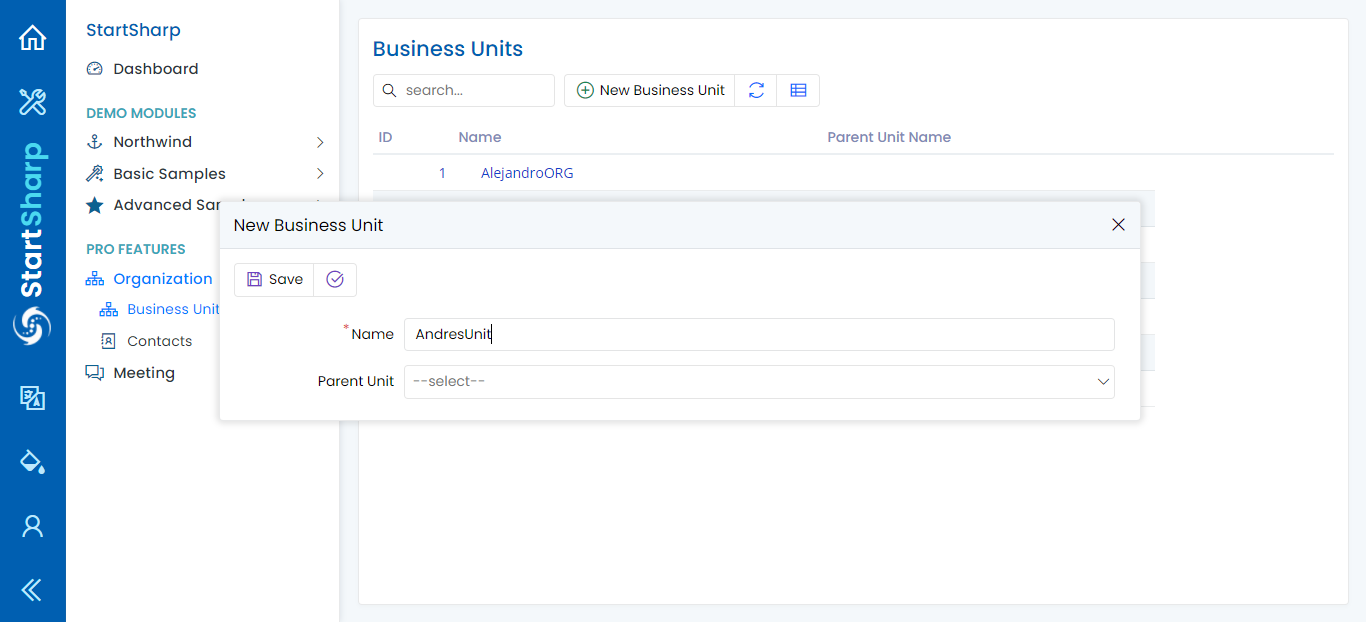 StartSharp
StartSharp
Dashboard
DEMO MODULES
Northwind
Basic Samples
Advanced
PRO FEATURES
Organization
Business Unit
Contacts
Meeting
Business Units
search...
New Business Unit
ID Name Parent Unit Name
1 AlejandroORG
New Business Unit
Save
*Name AndresUnit
Parent Unit --select--